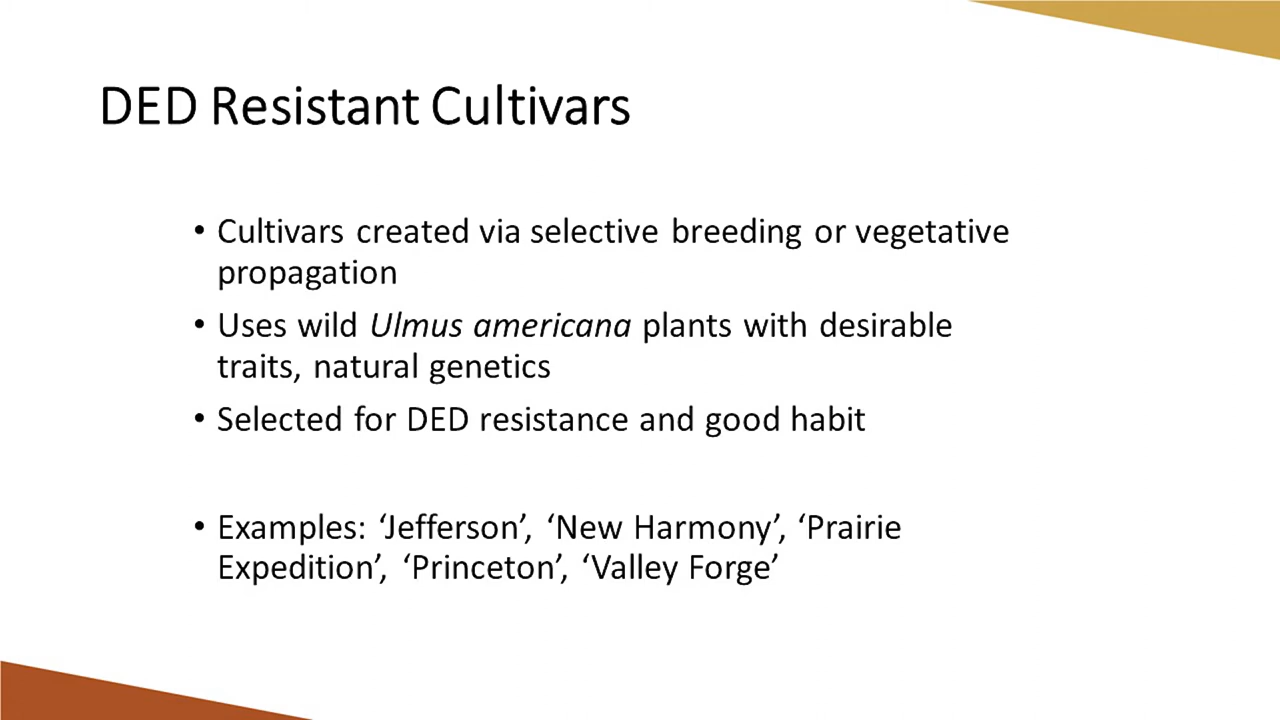 DED Resistant Cultivars
• Cultivars created via selective breeding or vegetative
propagation
• Uses wild Ulmus americana plants with desirable
traits, natural genetics
• Selected for DED resistance and good habit
• Examples: ‘Jefferson’, ‘New Harmony’, ‘Prairie
Expedition’, ‘Princeton’, ‘Valley Forge’